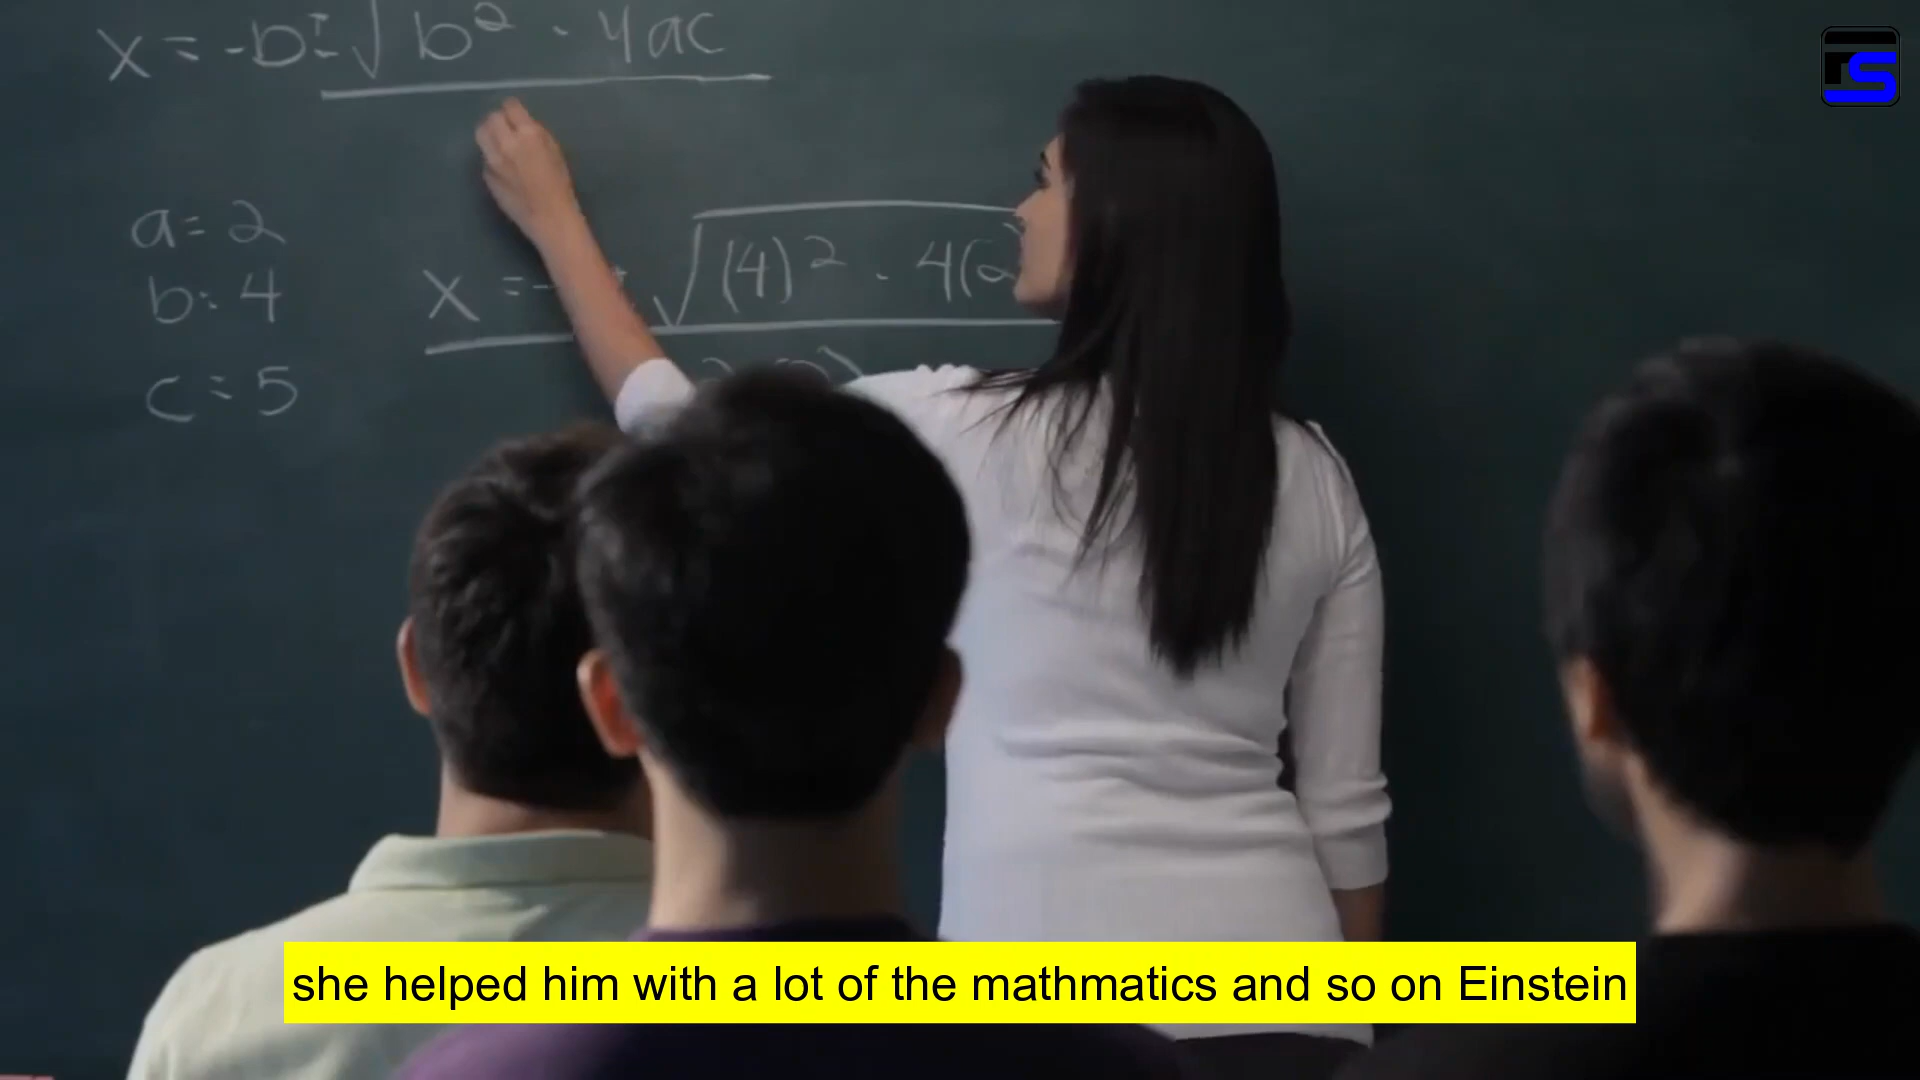 x = -b ± √ b² - 4ac
a = 2
b = 4
c = 5
x = - √ (4)² - 4(2
she helped him with a lot of the mathmatics and so on Einstein